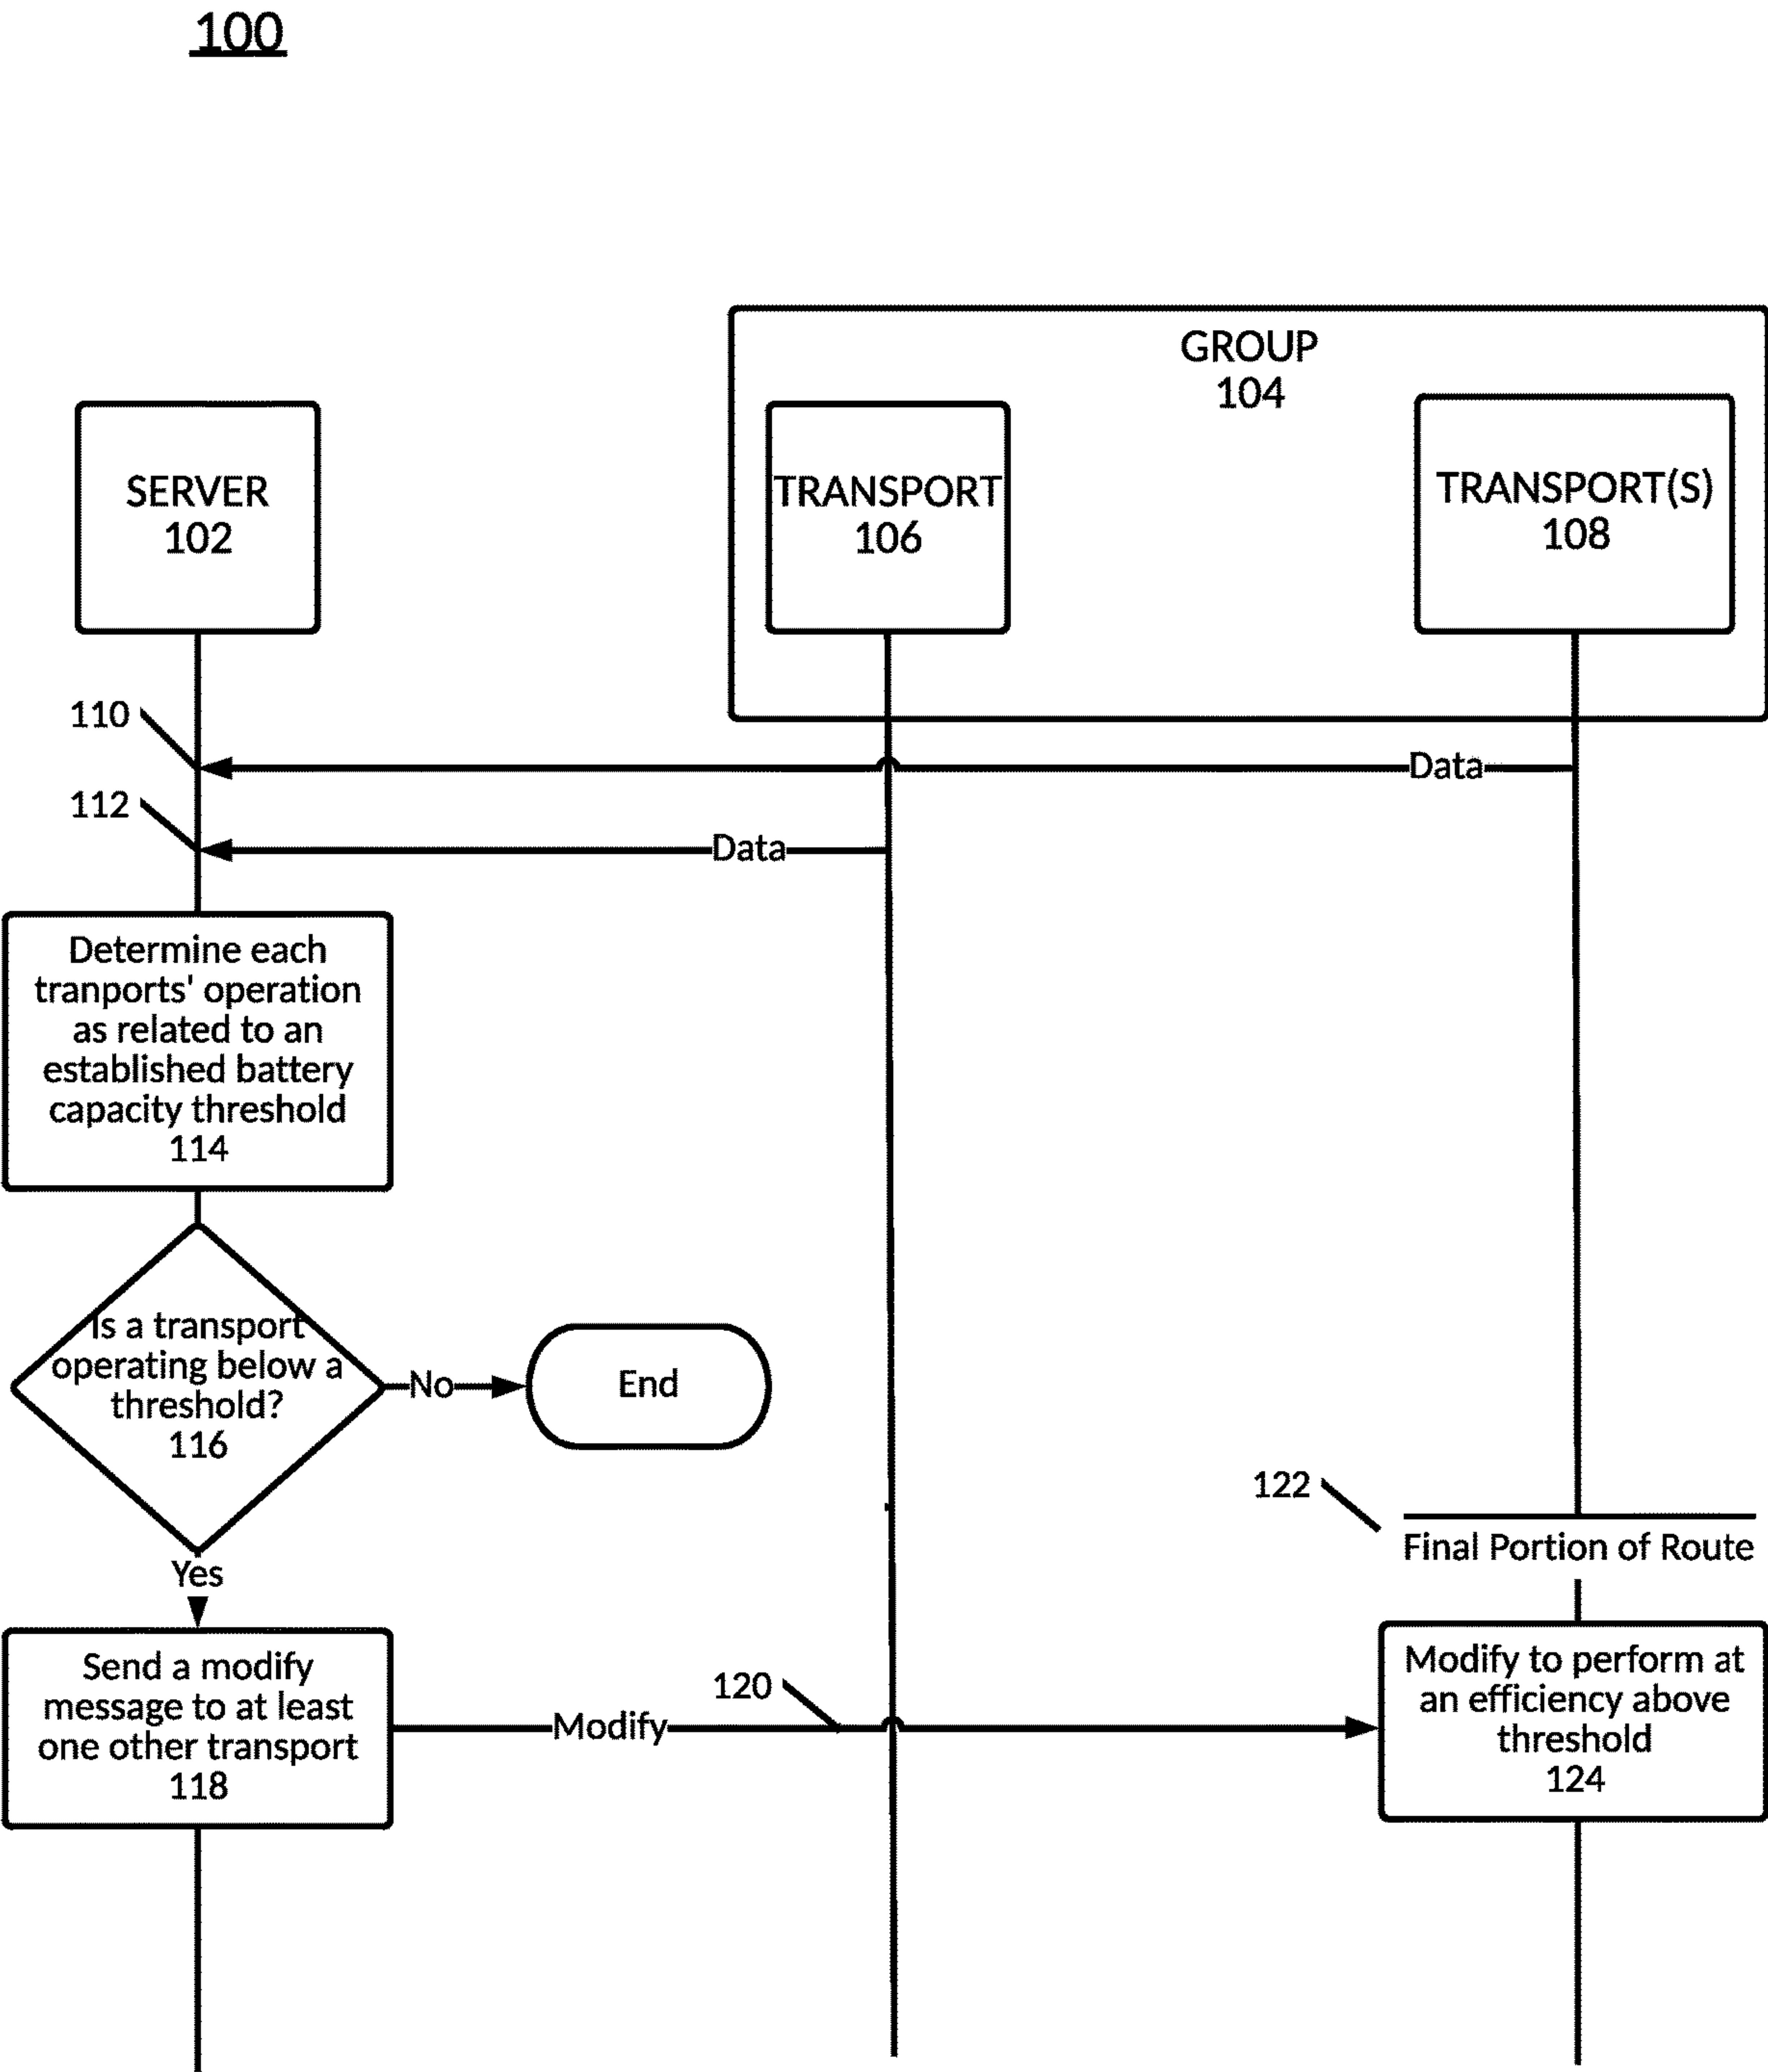 100
GROUP
104
SERVER
102
TRANSPORT
106
TRANSPORT(S)
108
110
Data
112
Data
Determine each
tranports' operation
as related to an
established battery
capacity threshold
114
Is a transport
operating below a
threshold?
116
No
End
Yes
122
Final Portion of Route
Send a modify
message to at least
one other transport
118
Modify
120
Modify to perform at
an efficiency above
threshold
124